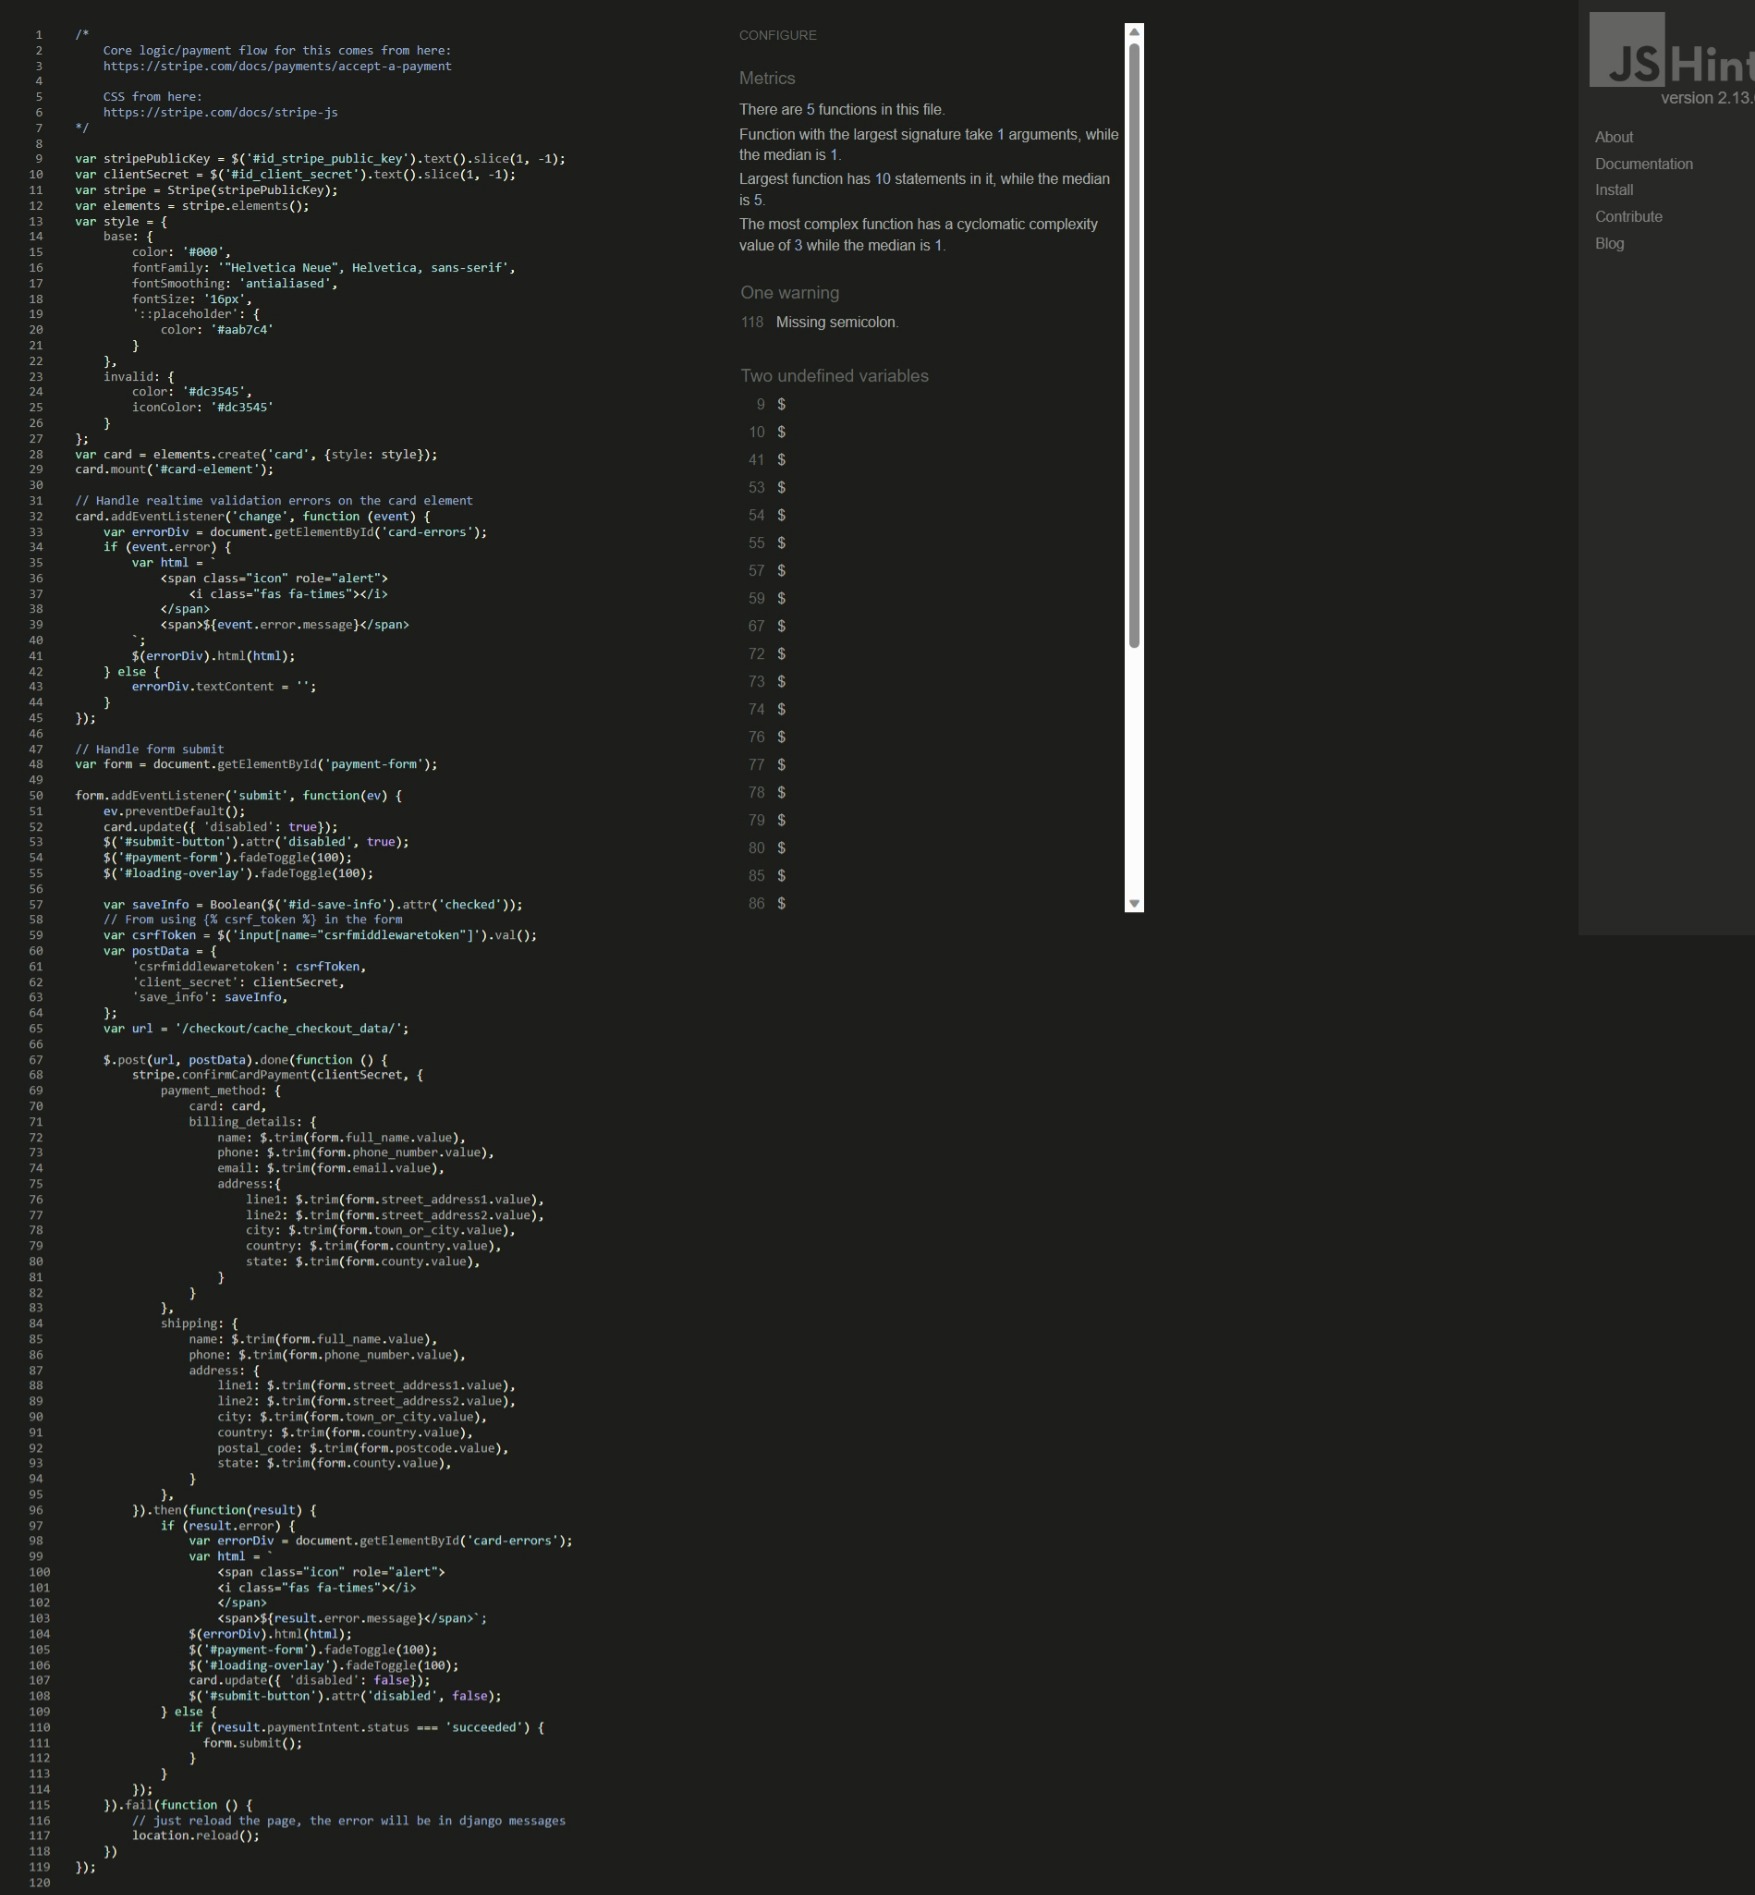 1 /*
2 Core logic/payment flow for this comes from here:
3 https://stripe.com/docs/payments/accept-a-payment
4
5 CSS from here:
6 https://stripe.com/docs/stripe-js
7 */
8
9 var stripePublicKey = $('#id_stripe_public_key').text().slice(1, -1);
10 var clientSecret = $('#id_client_secret').text().slice(1, -1);
11 var stripe = Stripe(stripePublicKey);
12 var elements = stripe.elements();
13 var style = {
14 base: {
15 color: '#000',
16 fontFamily: '"Helvetica Neue", Helvetica, sans-serif',
17 fontSmoothing: 'antialiased',
18 fontSize: '16px',
19 '::placeholder': {
20 color: '#aab7c4'
21 }
22 },
23 invalid: {
24 color: '#dc3545',
25 iconColor: '#dc3545'
26 }
27 };
28 var card = elements.create('card', {style: style});
29 card.mount('#card-element');
30
31 // Handle realtime validation errors on the card element
32 card.addEventListener('change', function (event) {
33 var errorDiv = document.getElementById('card-errors');
34 if (event.error) {
35 var html = `
36 <span class="icon" role="alert">
37 <i class="fas fa-times"></i>
38 </span>
39 <span>${event.error.message}</span>
40 `;
41 $(errorDiv).html(html);
42 } else {
43 errorDiv.textContent = '';
44 }
45 });
46
47 // Handle form submit
48 var form = document.getElementById('payment-form');
49
50 form.addEventListener('submit', function(ev) {
51 ev.preventDefault();
52 card.update({ 'disabled': true});
53 $('#submit-button').attr('disabled', true);
54 $('#payment-form').fadeToggle(100);
55 $('#loading-overlay').fadeToggle(100);
56
57 var saveInfo = Boolean($('#id-save-info').attr('checked'));
58 // From using {% csrf_token %} in the form
59 var csrfToken = $('input[name="csrfmiddlewaretoken"]').val();
60 var postData = {
61 'csrfmiddlewaretoken': csrfToken,
62 'client_secret': clientSecret,
63 'save_info': saveInfo,
64 };
65 var url = '/checkout/cache_checkout_data/';
66
67 $.post(url, postData).done(function () {
68 stripe.confirmCardPayment(clientSecret, {
69 payment_method: {
70 card: card,
71 billing_details: {
72 name: $.trim(form.full_name.value),
73 phone: $.trim(form.phone_number.value),
74 email: $.trim(form.email.value),
75 address:{
76 line1: $.trim(form.street_address1.value),
77 line2: $.trim(form.street_address2.value),
78 city: $.trim(form.town_or_city.value),
79 country: $.trim(form.country.value),
80 state: $.trim(form.county.value),
81 }
82 }
83 },
84 shipping: {
85 name: $.trim(form.full_name.value),
86 phone: $.trim(form.phone_number.value),
87 address: {
88 line1: $.trim(form.street_address1.value),
89 line2: $.trim(form.street_address2.value),
90 city: $.trim(form.town_or_city.value),
91 country: $.trim(form.country.value),
92 postal_code: $.trim(form.postcode.value),
93 state: $.trim(form.county.value),
94 }
95 },
96 }).then(function(result) {
97 if (result.error) {
98 var errorDiv = document.getElementById('card-errors');
99 var html = `
100 <span class="icon" role="alert">
101 <i class="fas fa-times"></i>
102 </span>
103 <span>${result.error.message}</span>`;
104 $(errorDiv).html(html);
105 $('#payment-form').fadeToggle(100);
106 $('#loading-overlay').fadeToggle(100);
107 card.update({ 'disabled': false});
108 $('#submit-button').attr('disabled', false);
109 } else {
110 if (result.paymentIntent.status === 'succeeded') {
111 form.submit();
112 }
113 }
114 });
115 }).fail(function () {
116 // just reload the page, the error will be in django messages
117 location.reload();
118 })
119 });
120
CONFIGURE
Metrics
There are 5 functions in this file.
Function with the largest signature take 1 arguments, while
the median is 1.
Largest function has 10 statements in it, while the median
is 5.
The most complex function has a cyclomatic complexity
value of 3 while the median is 1.
One warning
118 Missing semicolon.
Two undefined variables
9 $
10 $
41 $
53 $
54 $
55 $
57 $
59 $
67 $
72 $
73 $
74 $
76 $
77 $
78 $
79 $
80 $
85 $
86 $
JSHint
version 2.13.
About
Documentation
Install
Contribute
Blog